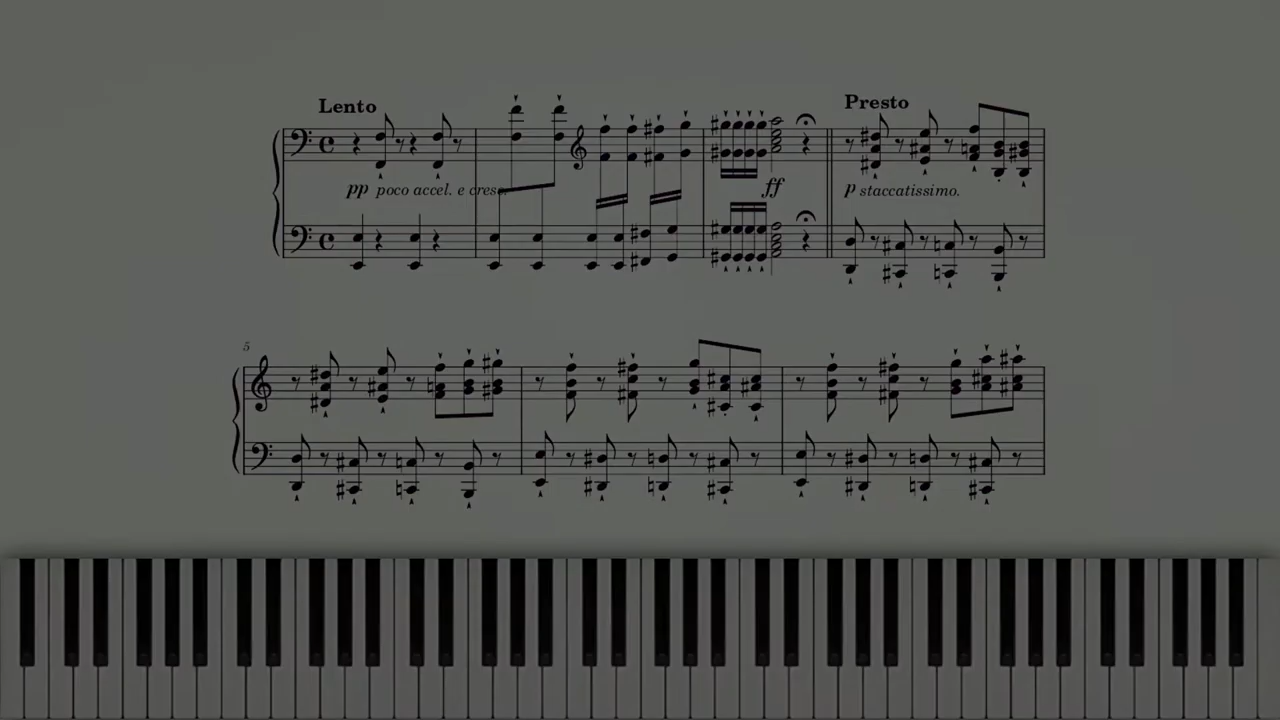 Lento
Presto
pp poco accel. e cresc.
ff
p staccatissimo.
5